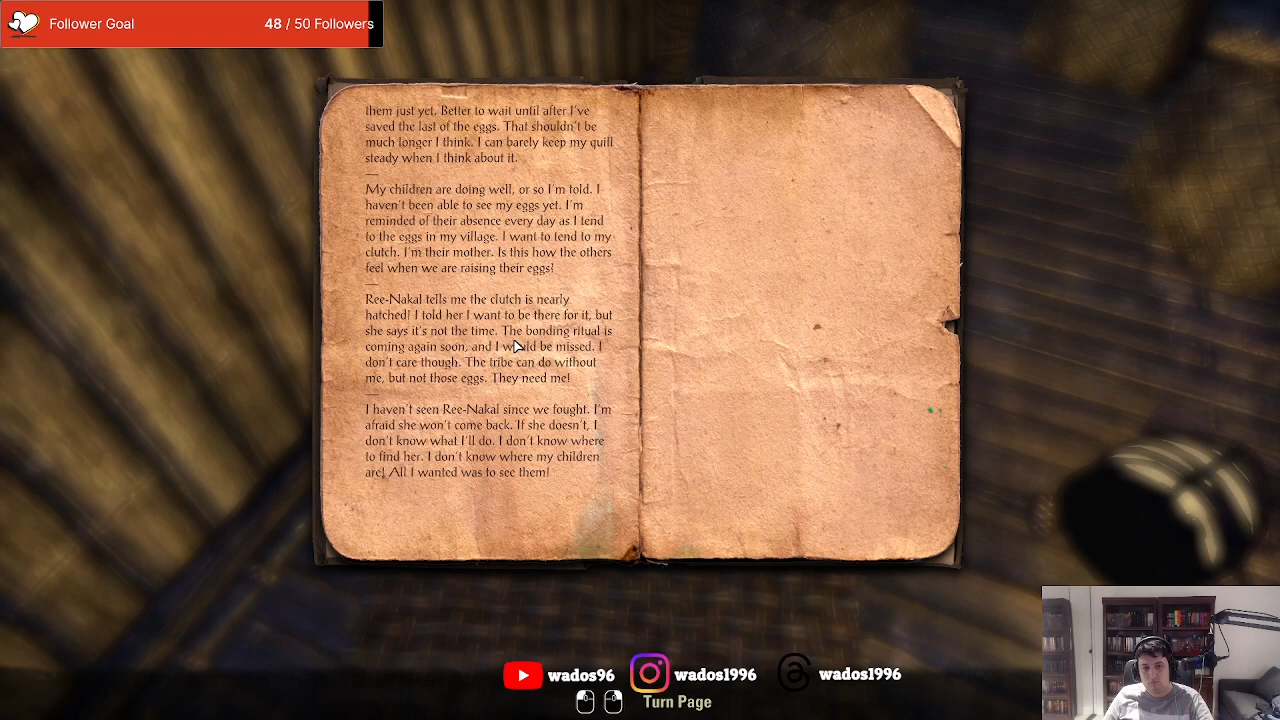 Follower Goal
48 / 50 Followers
them just yet. Better to wait until after I've
saved the last of the eggs. That shouldn't be
much longer I think. I can barely keep my quill
steady when I think about it.
—
My children are doing well, or so I'm told. I
haven't been able to see my eggs yet. I'm
reminded of their absence every day as I tend
to the eggs in my village. I want to tend to my
clutch. I'm their mother. Is this how the others
feel when we are raising their eggs?
—
Ree-Nakal tells me the clutch is nearly
hatched! I told her I want to be there for it, but
she says it's not the time. The bonding ritual is
coming again soon, and I would be missed. I
don't care though. The tribe can do without
me, but not those eggs. They need me!
—
I haven't seen Ree-Nakal since we fought. I'm
afraid she won't come back. If she doesn't, I
don't know what I'll do. I don't know where
to find her. I don't know where my children
are! All I wanted was to see them!
wados96
wados1996
wados1996
Turn Page